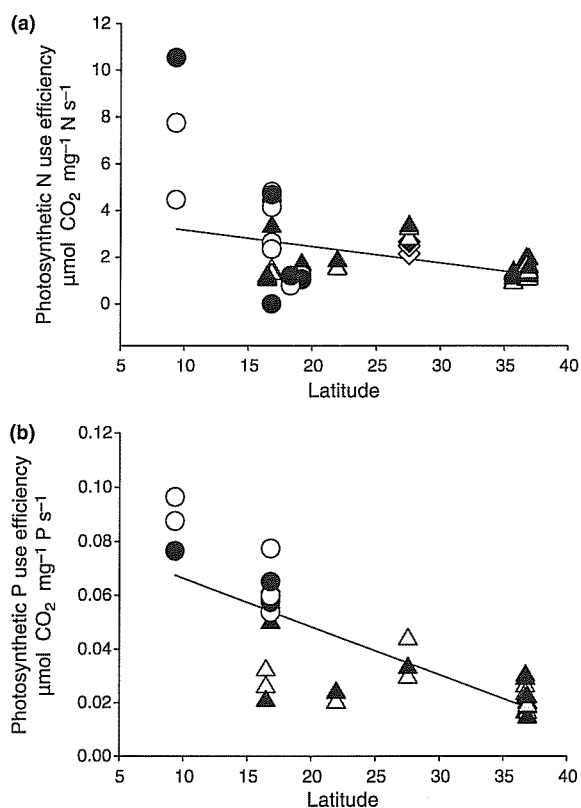 (a)
Photosynthetic N use efficiency
μmol CO2 mg−1 N s−1
12
10
8
6
4
2
0
5 10 15 20 25 30 35 40
Latitude
(b)
Photosynthetic P use efficiency
μmol CO2 mg−1 P s−1
0.12
0.10
0.08
0.06
0.04
0.02
0.00
5 10 15 20 25 30 35 40
Latitude